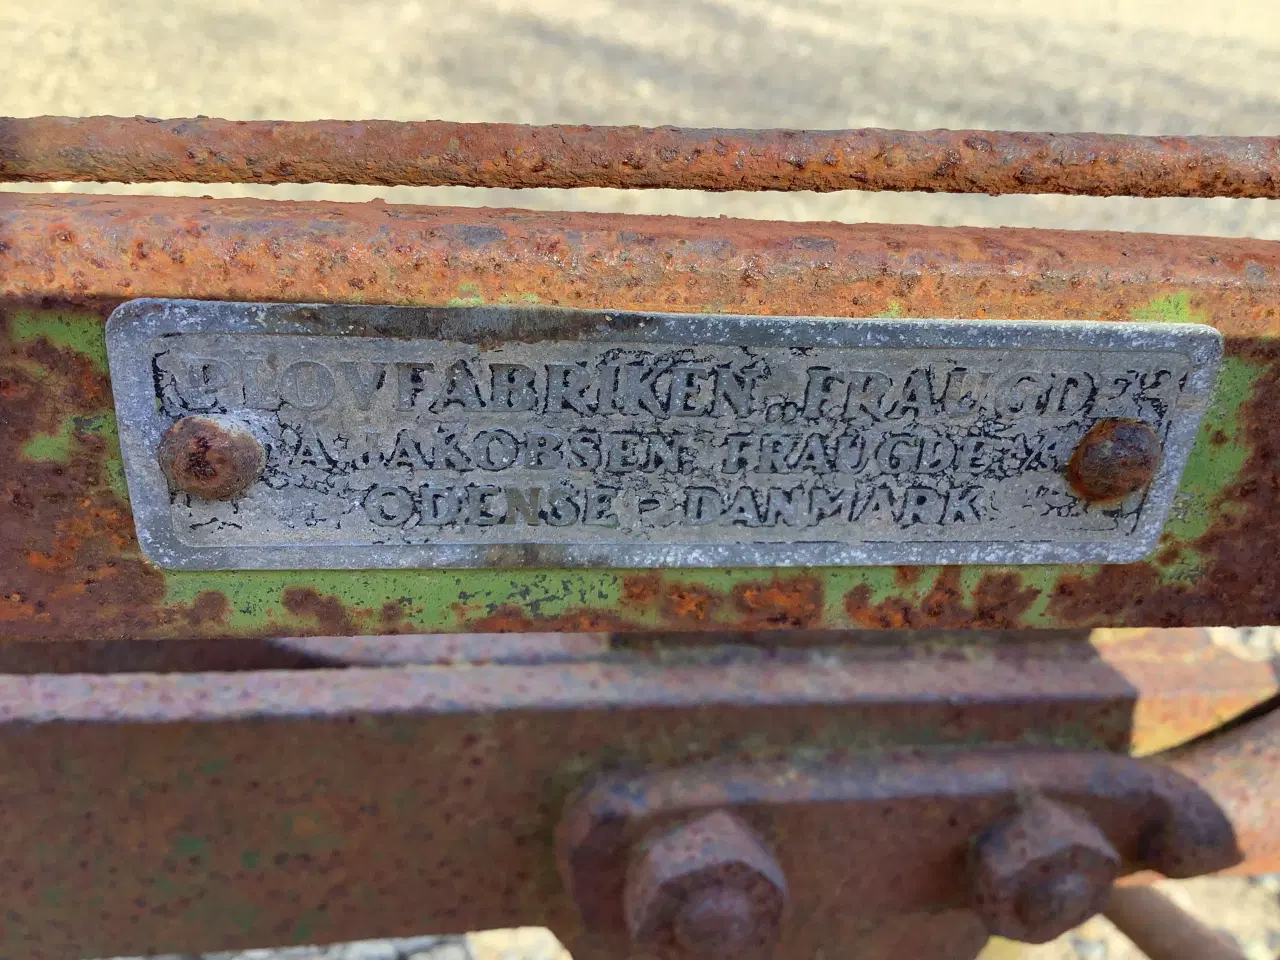 PLOVFABRIKEN FRAUGDE
A. JAKOBSEN, FRAUGDE
ODENSE - DANMARK